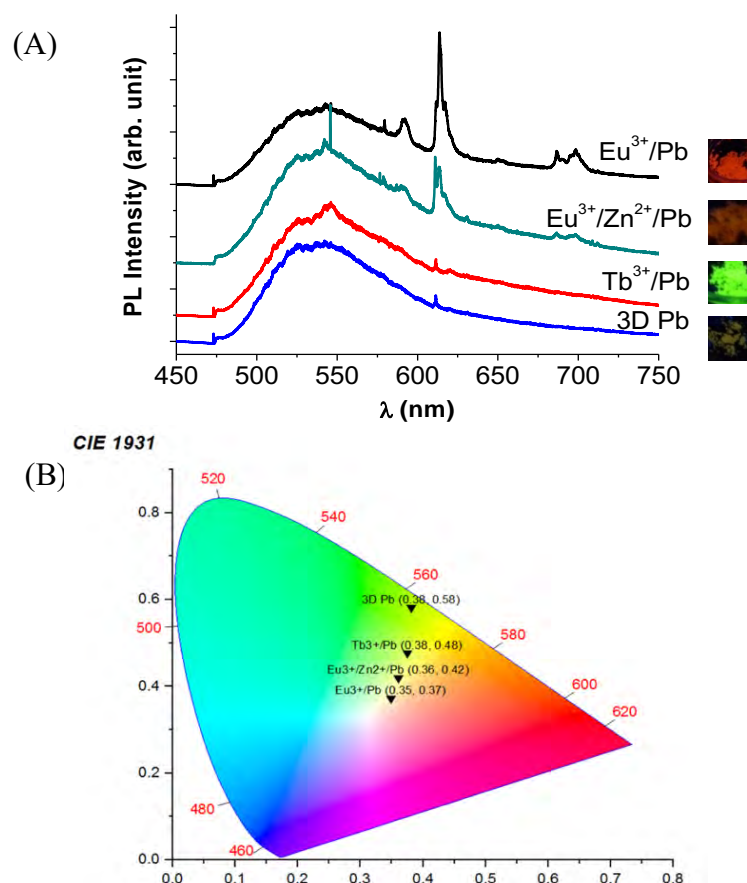 (A)
PL Intensity (arb. unit)
Eu³⁺/Pb
Eu³⁺/Zn²⁺/Pb
Tb³⁺/Pb
3D Pb
450 500 550 600 650 700 750
λ (nm)
CIE 1931
(B)
520
540
0.8
560
0.6
3D Pb (0.38, 0.58)
500
580
Tb3+/Pb (0.38, 0.48)
Eu3+/Zn2+/Pb (0.36, 0.42)
0.4
Eu3+/Pb (0.35, 0.37)
600
620
0.2
480
460
0.0
0.0 0.1 0.2 0.3 0.4 0.5 0.6 0.7 0.8